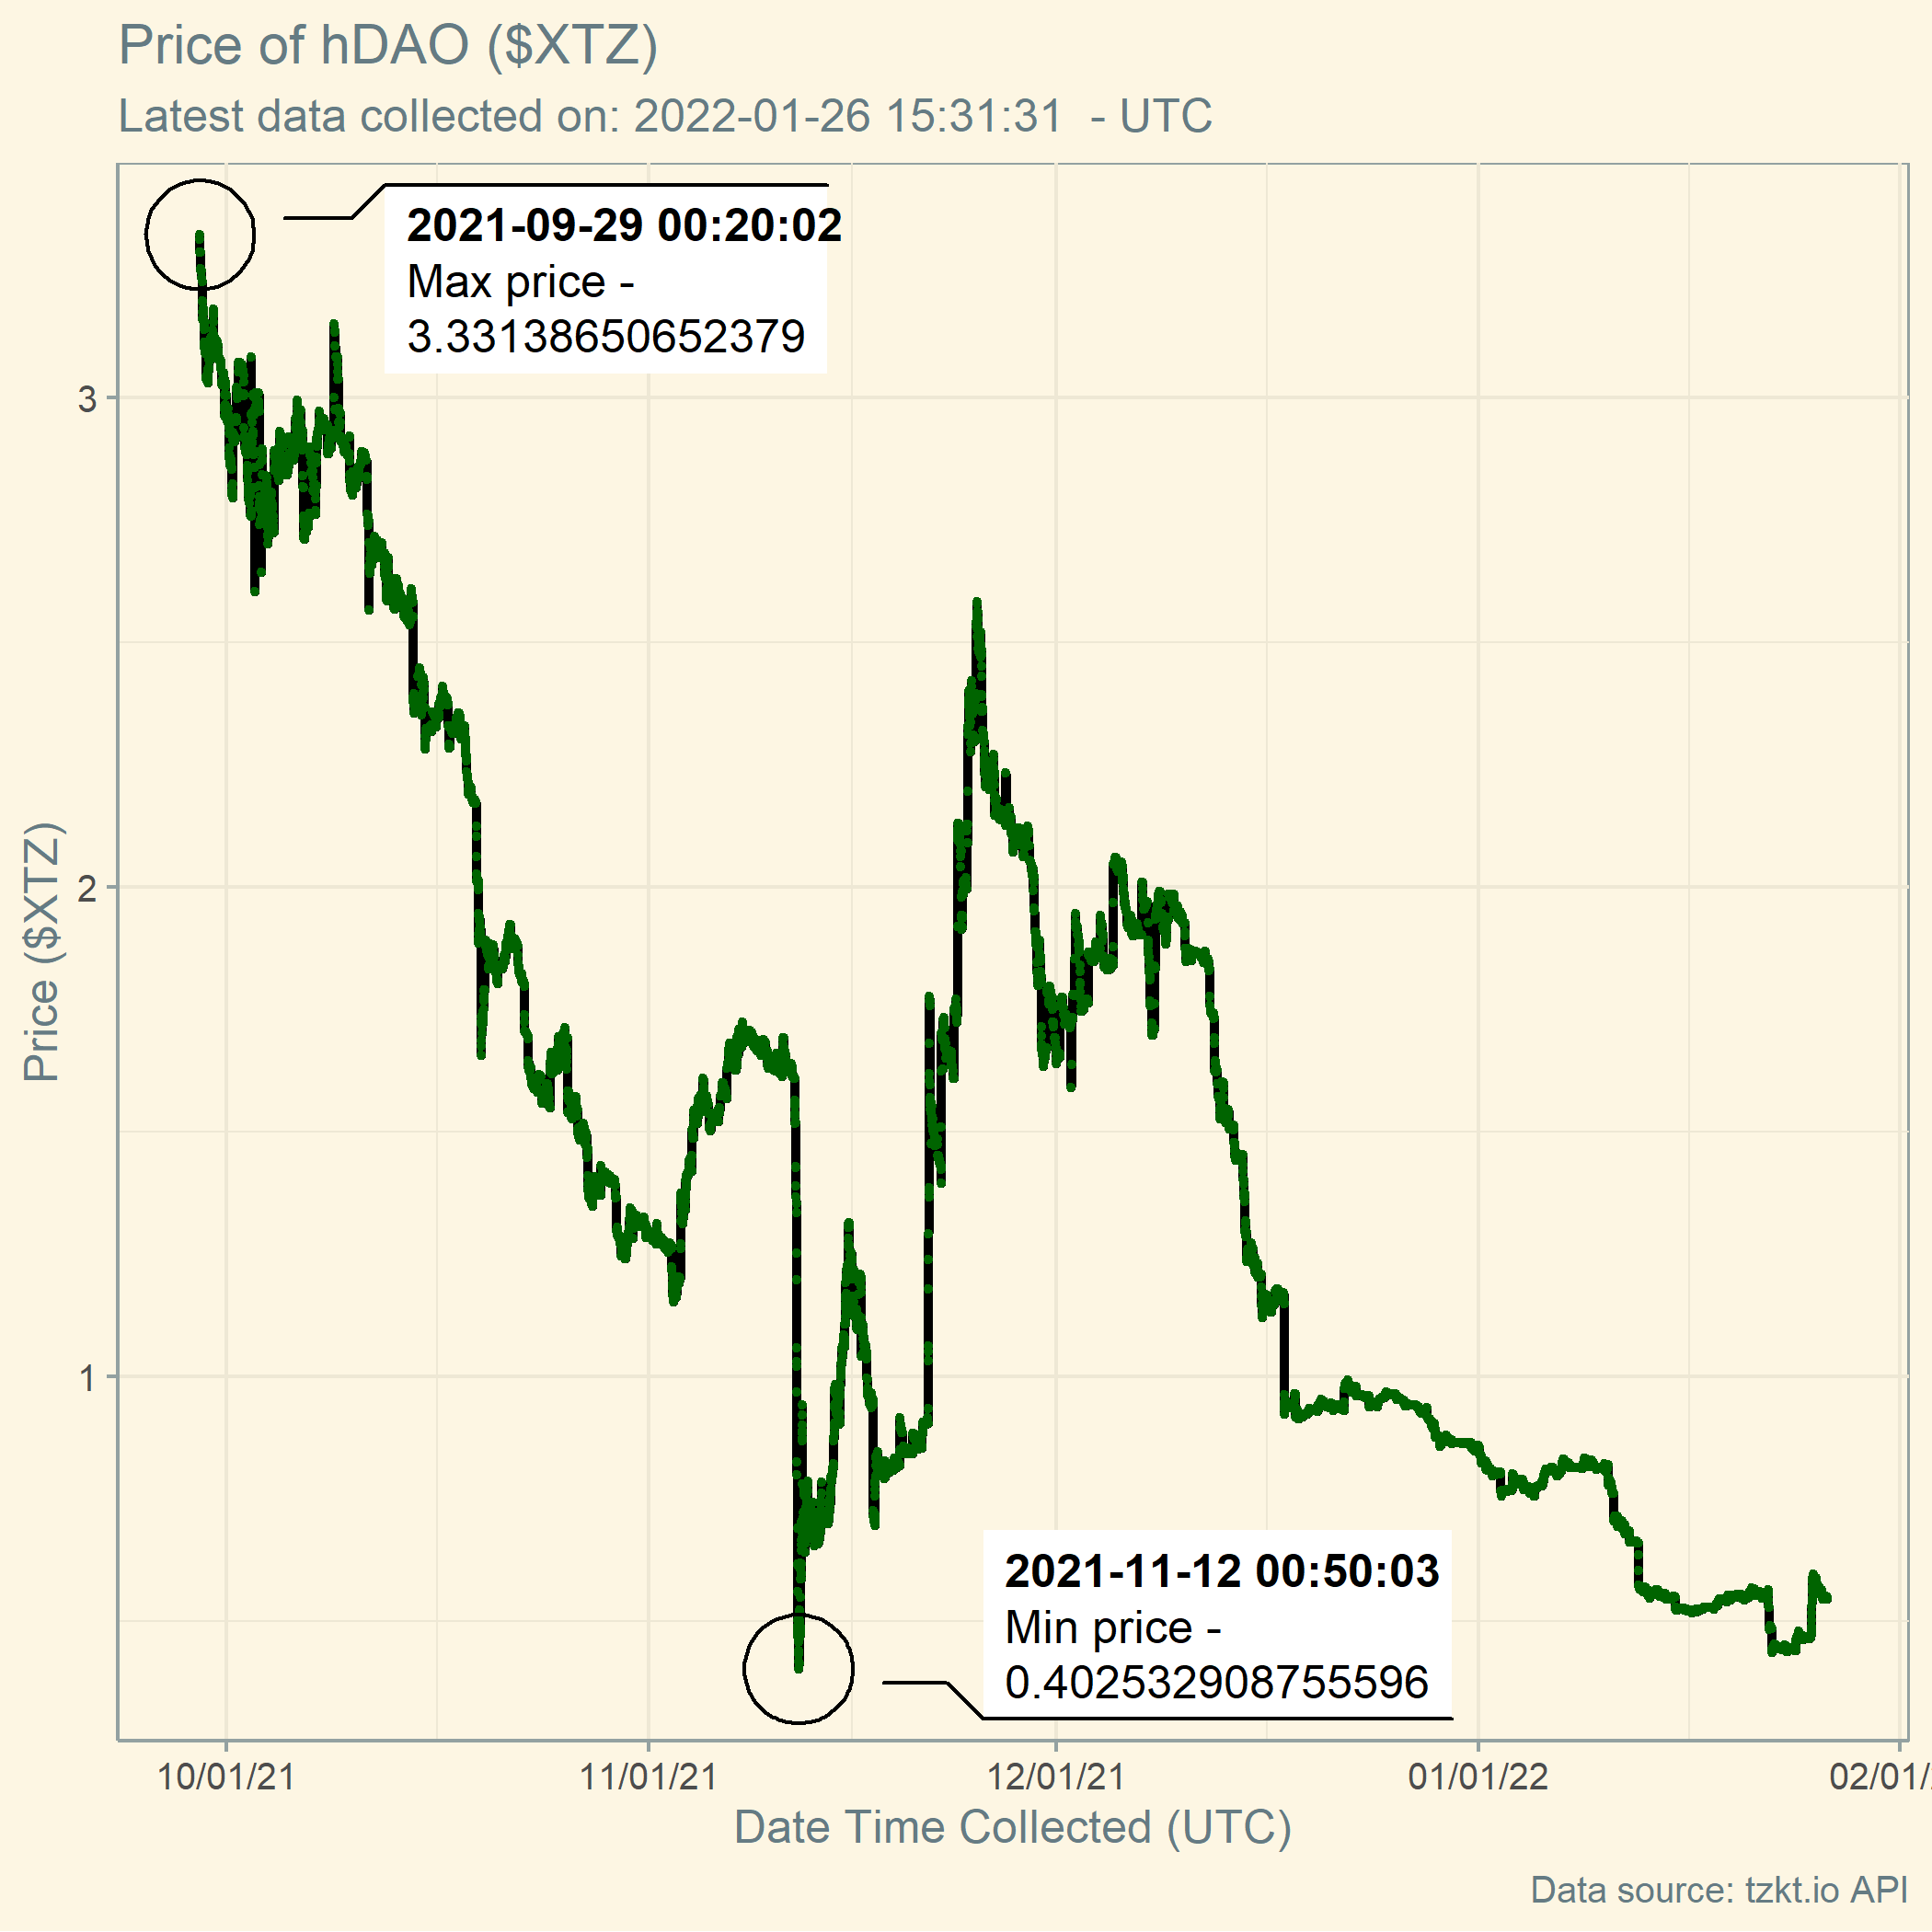 Price of hDAO ($XTZ)
Latest data collected on: 2022-01-26 15:31:31  - UTC
2021-09-29 00:20:02
Max price -
3.33138650652379
3
2
1
Price ($XTZ)
2021-11-12 00:50:03
Min price -
0.402532908755596
10/01/21 11/01/21 12/01/21 01/01/22 02/01/
Date Time Collected (UTC)
Data source: tzkt.io API